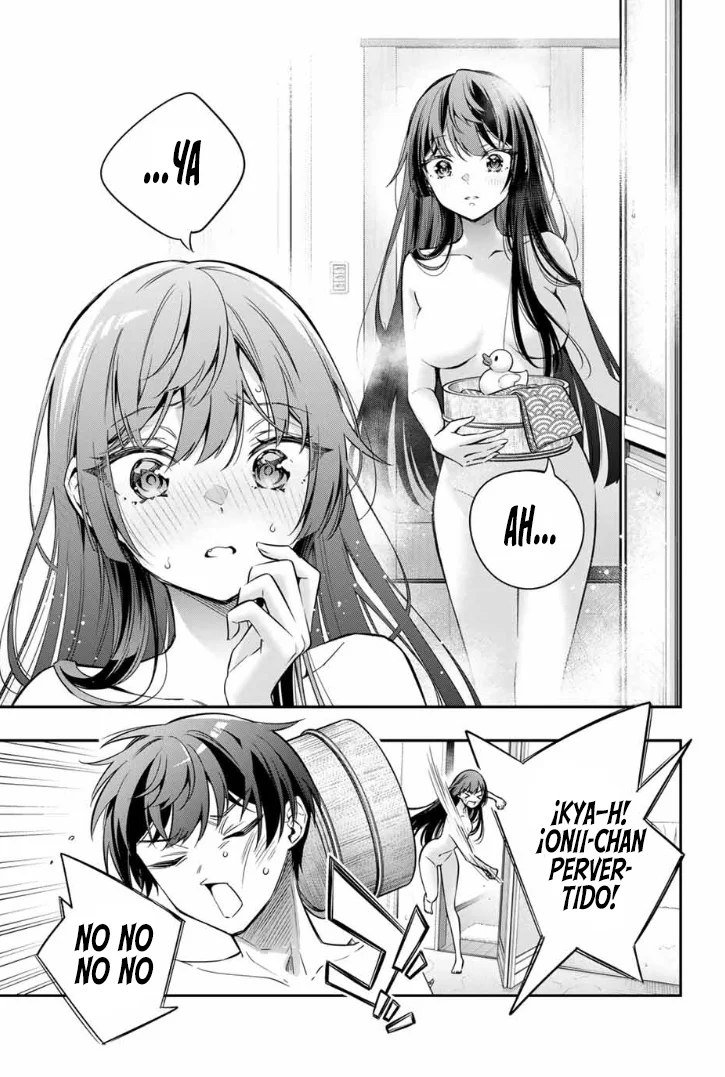 ...YA
AH...
¡KYA-H!
¡ONII-CHAN
PERVER-
TIDO!
NO NO
NO NO